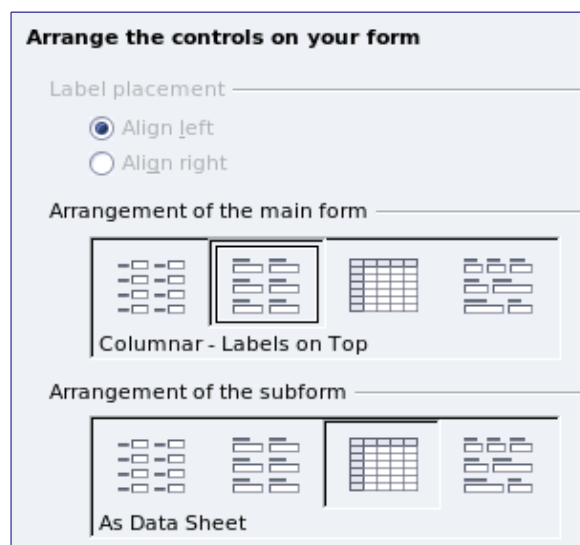 Arrange the controls on your form
Label placement
Align left
Align right
Arrangement of the main form
Columnar - Labels on Top
Arrangement of the subform
As Data Sheet